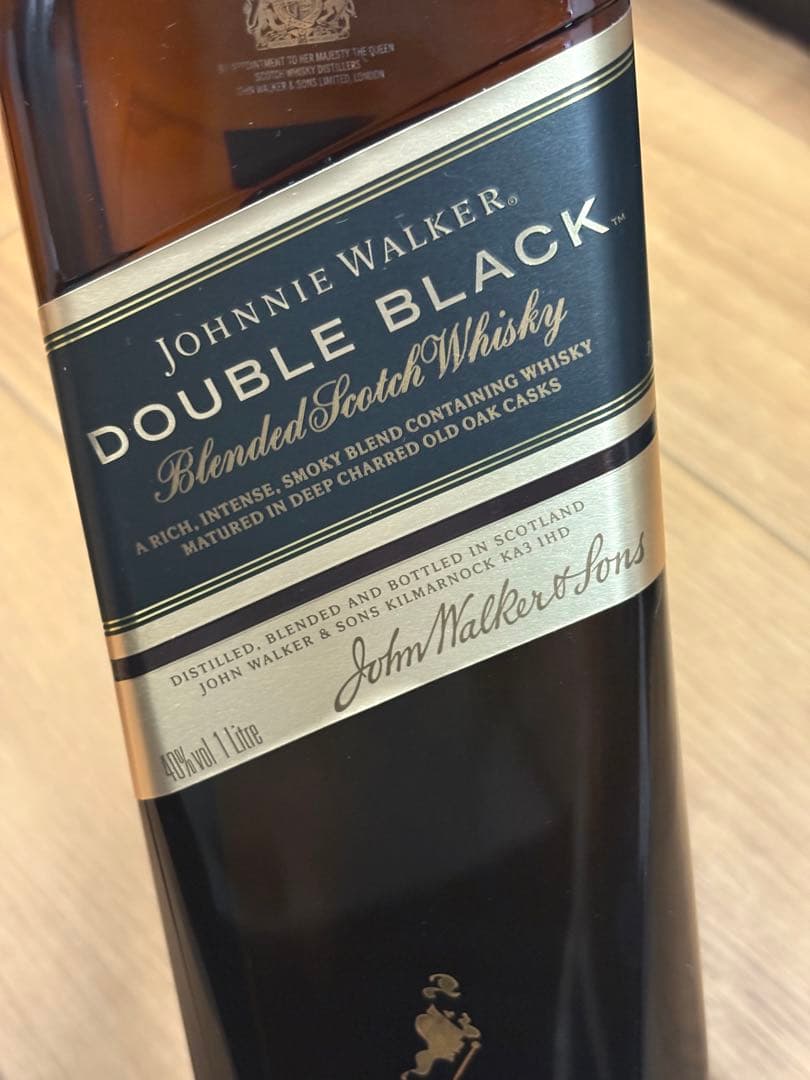 APPOINTMENT TO HER MAJESTY THE QUEEN
SCOTCH WHISKY DISTILLERS
JOHN WALKER & SONS LIMITED, LONDON
JOHNNIE WALKER®
DOUBLE BLACK™
Blended Scotch Whisky
A RICH, INTENSE, SMOKY BLEND CONTAINING WHISKY
MATURED IN DEEP CHARRED OLD OAK CASKS
DISTILLED, BLENDED AND BOTTLED IN SCOTLAND
JOHN WALKER & SONS KILMARNOCK KA3 1HD
John Walker & Sons
40%vol 1 Litre